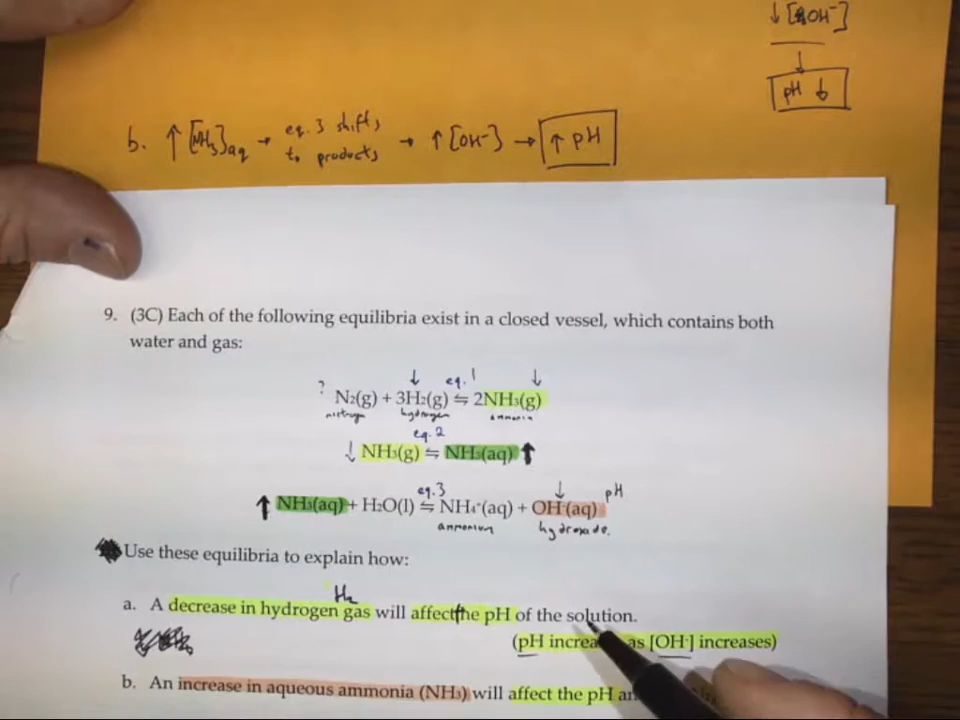 ↓ [OH⁻]
↓
pH ↓
b. ↑ [NH₃]aq → eq. 3 shifts to products → ↑ [OH⁻] → ↑ pH
9. (3C) Each of the following equilibria exist in a closed vessel, which contains both
water and gas:
? ↓ eq. 1 ↓
N₂(g) + 3H₂(g) ⇋ 2NH₃(g)
nitrogen hydrogen ammonia
eq. 2
↓ NH₃(g) ⇋ NH₃(aq) ↑
eq. 3 ↓ pH
↑ NH₃(aq) + H₂O(l) ⇋ NH₄⁺(aq) + OH⁻(aq)
ammonium hydroxide.
Use these equilibria to explain how:
H₂
a. A decrease in hydrogen gas will affect the pH of the solution.
(pH increa as [OH⁻] increases)
b. An increase in aqueous ammonia (NH₃) will affect the pH